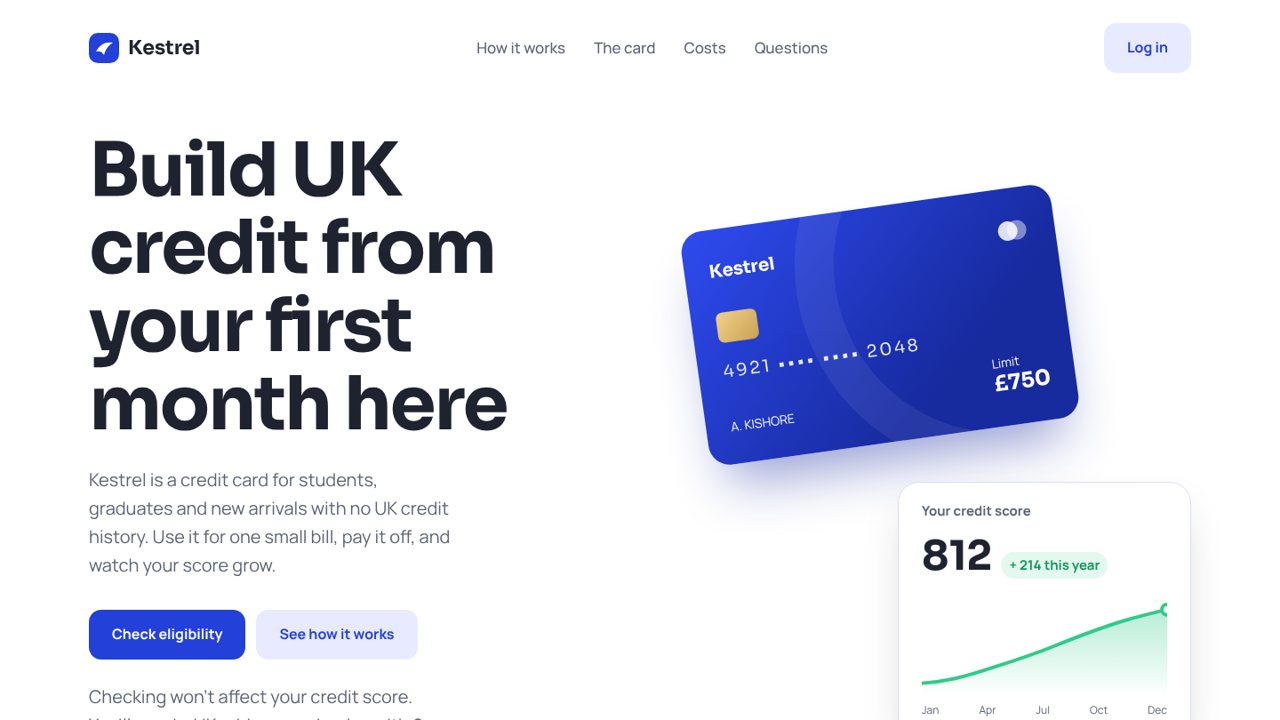 Kestrel
How it works
The card
Costs
Questions
Log in
Build UK
credit from
your first
month here
Kestrel is a credit card for students,
graduates and new arrivals with no UK credit
history. Use it for one small bill, pay it off, and
watch your score grow.
Check eligibility
See how it works
Checking won't affect your credit score.
Kestrel
4921 •••• •••• 2048
Limit
£750
A. KISHORE
Your credit score
812
+ 214 this year
Jan Apr Jul Oct Dec